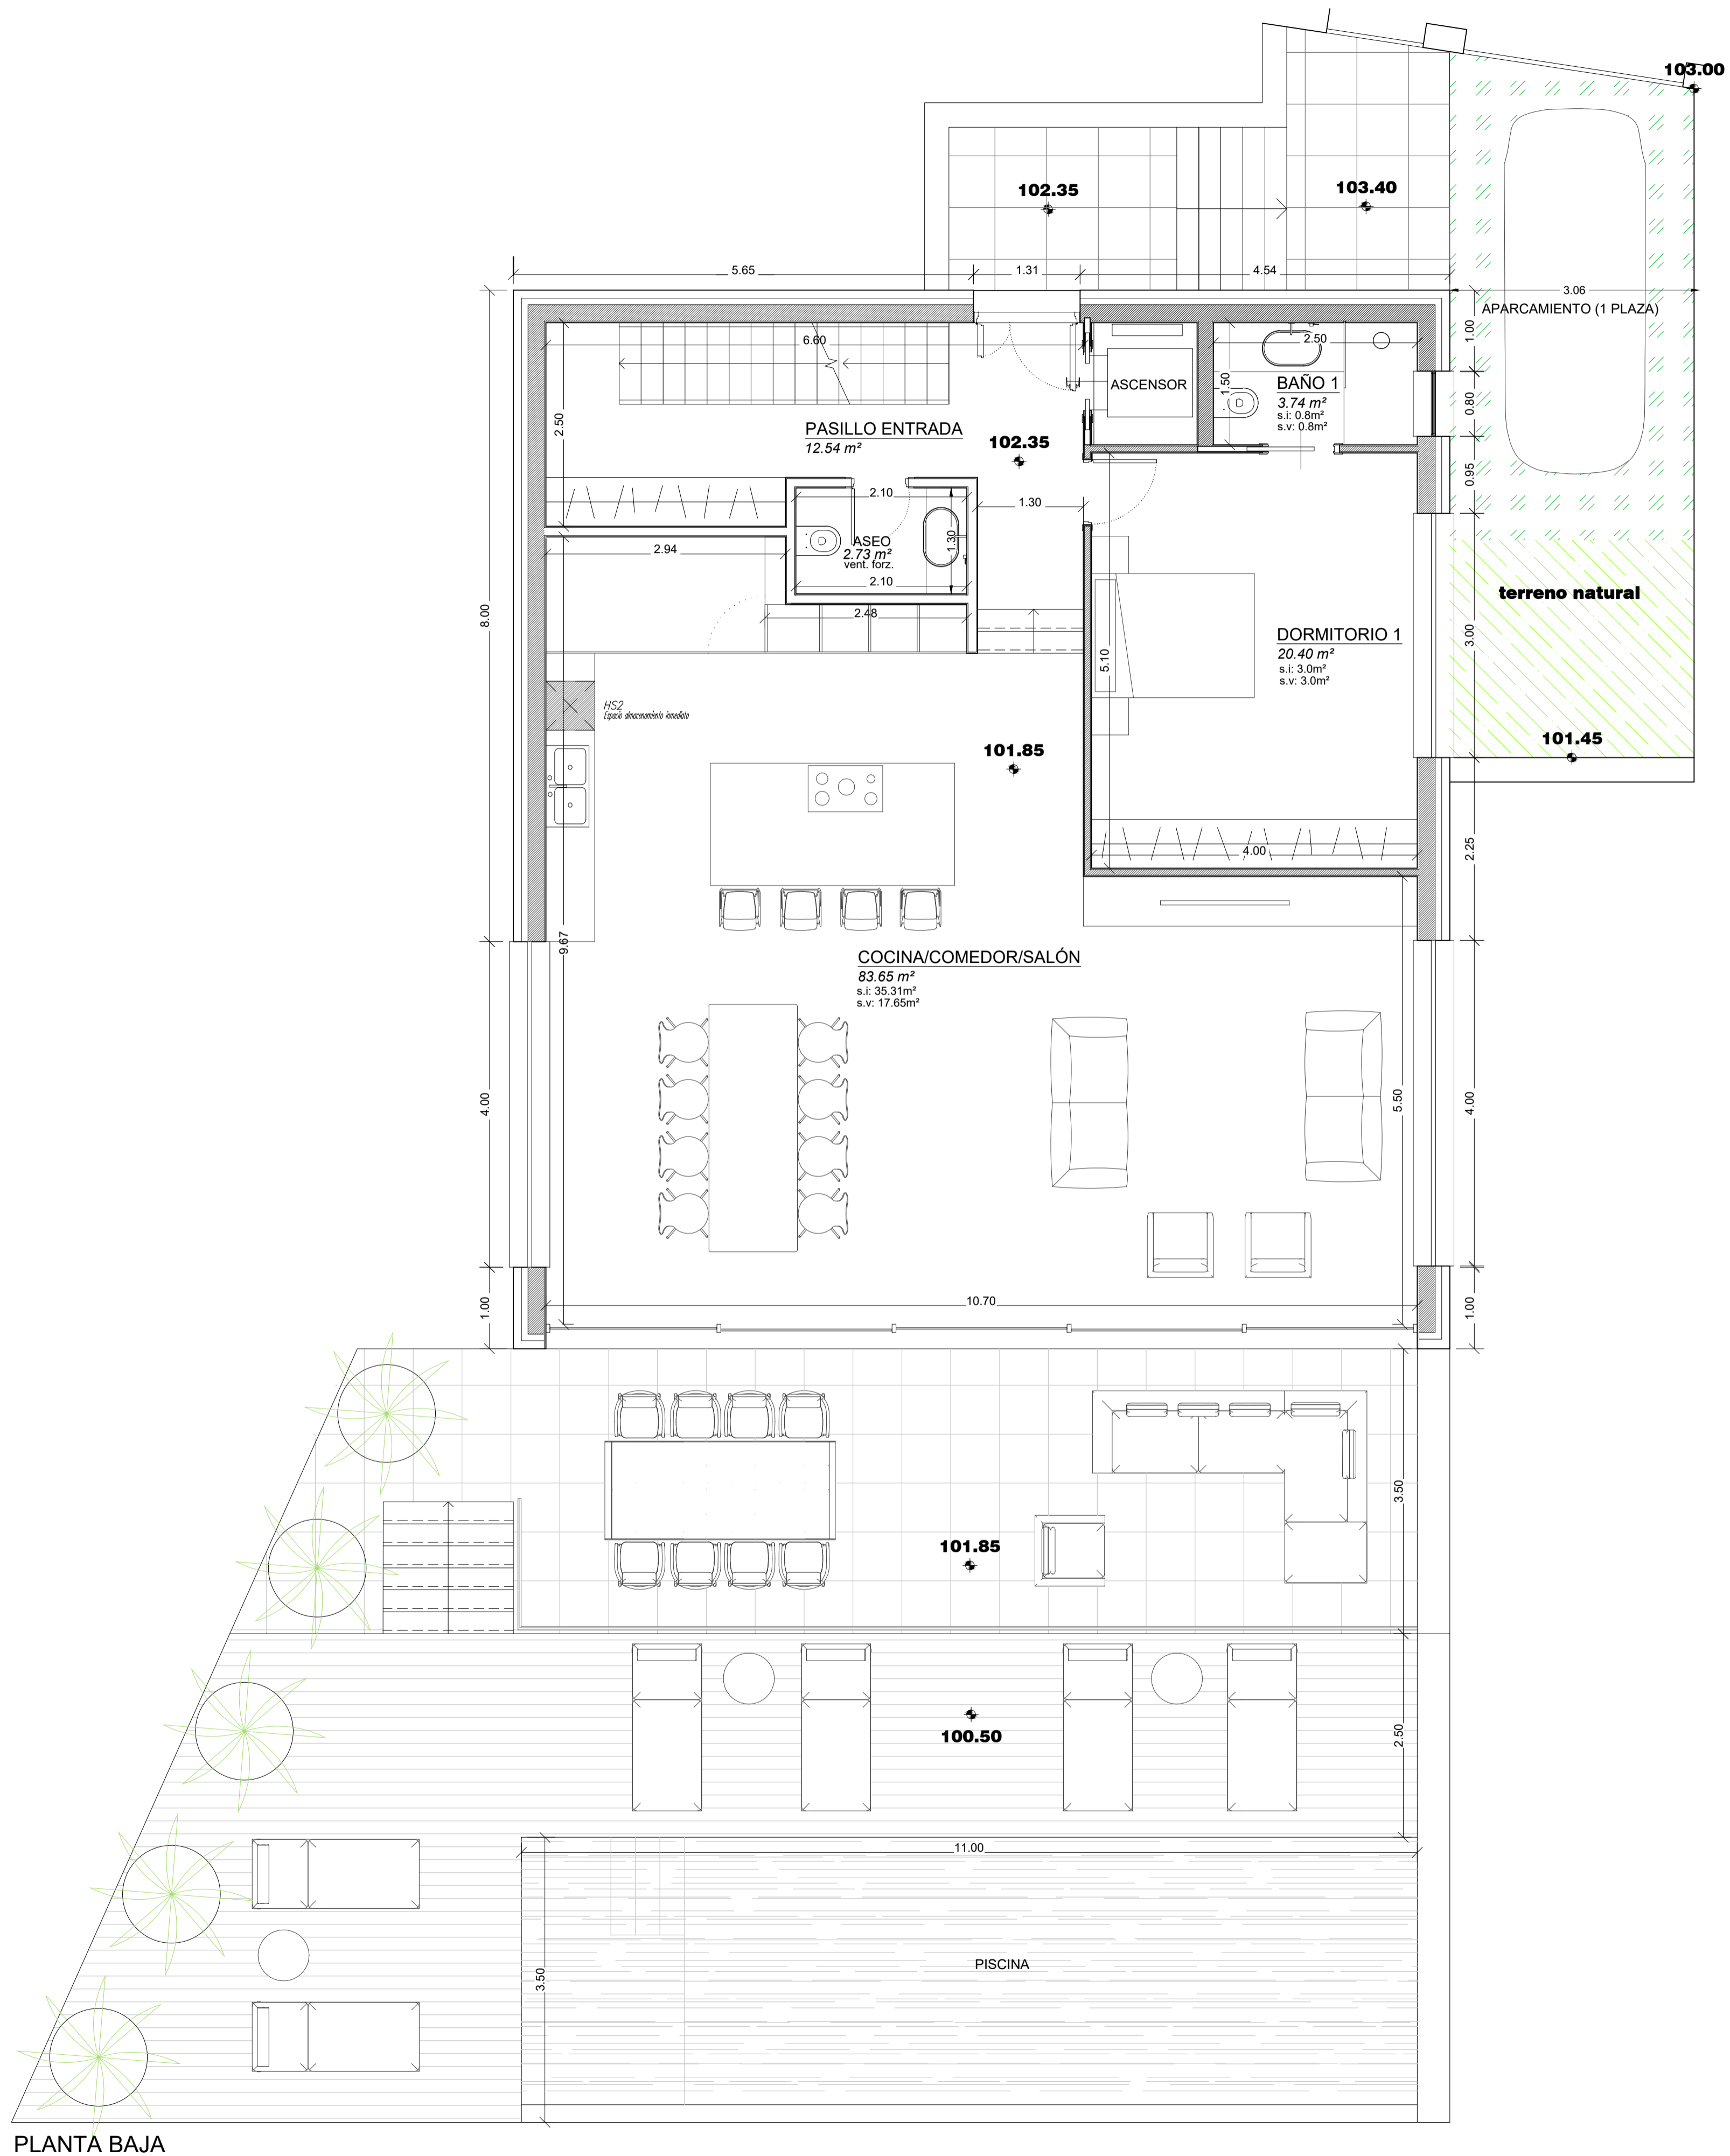 103.00
102.35
103.40
5.65
1.31
4.54
3.06
APARCAMIENTO (1 PLAZA)
1.00
6.60
2.50
ASCENSOR
1.50
BAÑO 1
3.74 m²
s.i: 0.8m²
s.v: 0.8m²
0.80
2.50
PASILLO ENTRADA
12.54 m²
102.35
0.95
2.10
1.30
ASEO
2.73 m²
vent. forz.
1.30
2.94
2.10
2.48
8.00
terreno natural
DORMITORIO 1
20.40 m²
s.i: 3.0m²
s.v: 3.0m²
3.00
5.10
HS2
Espacio almacenamiento inmediato
101.85
101.45
4.00
2.25
9.67
COCINA/COMEDOR/SALÓN
83.65 m²
s.i: 35.31m²
s.v: 17.65m²
4.00
5.50
4.00
1.00
10.70
1.00
3.50
101.85
100.50
2.50
11.00
3.50
PISCINA
PLANTA BAJA